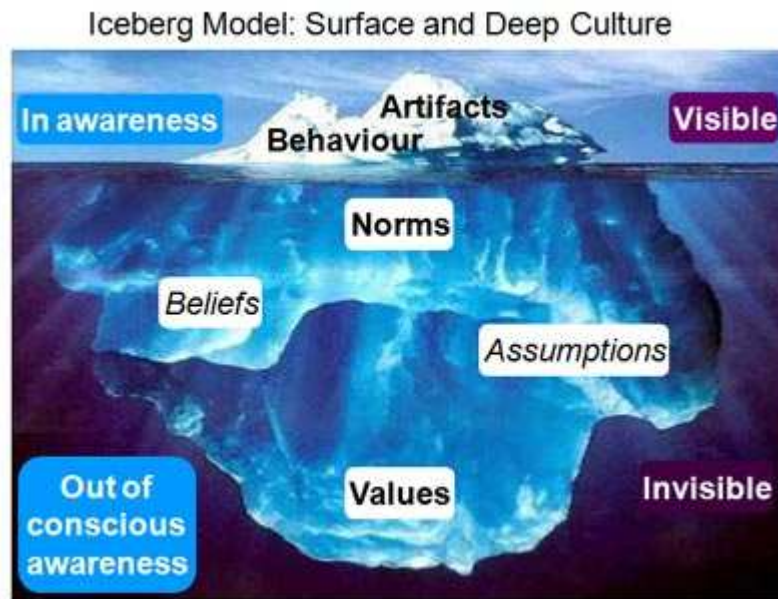 Iceberg Model: Surface and Deep Culture
In awareness
Artifacts
Behaviour
Visible
Norms
Beliefs
Assumptions
Values
Out of
conscious
awareness
Invisible